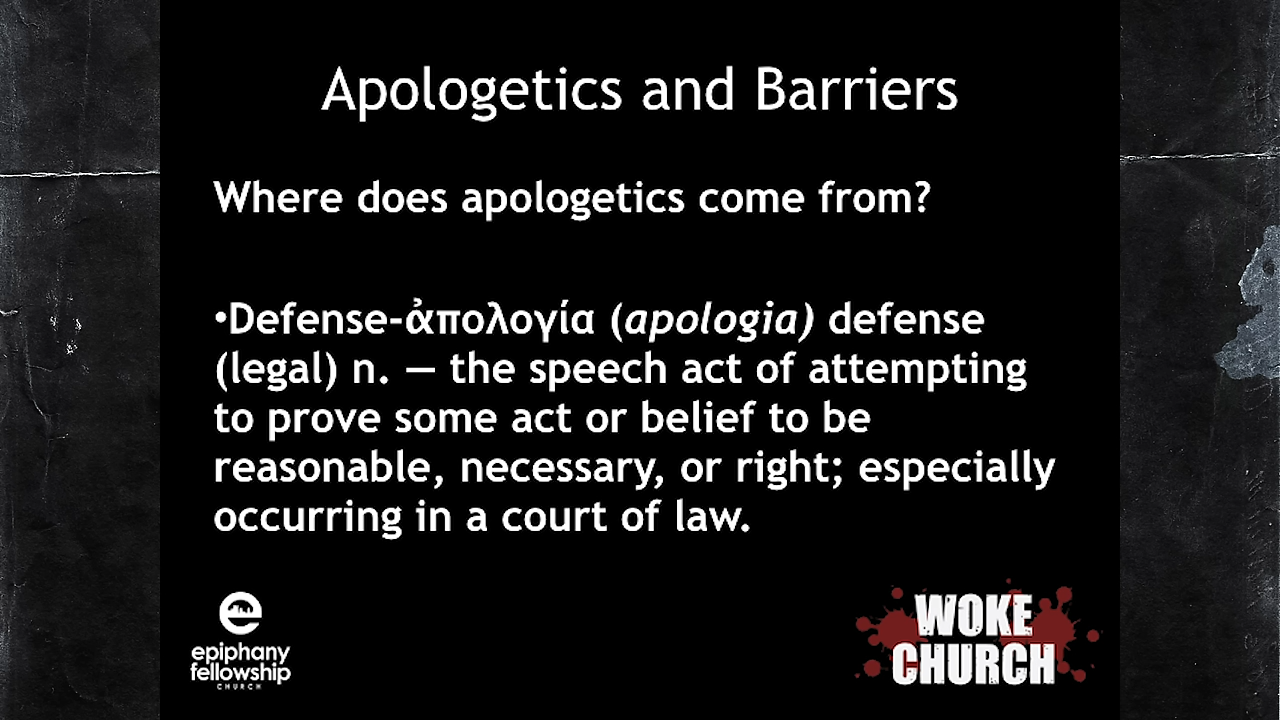 Apologetics and Barriers
Where does apologetics come from?
•Defense-ἀπολογία (apologia) defense
(legal) n. — the speech act of attempting
to prove some act or belief to be
reasonable, necessary, or right; especially
occurring in a court of law.
epiphany
fellowship
CHURCH
WOKE
CHURCH